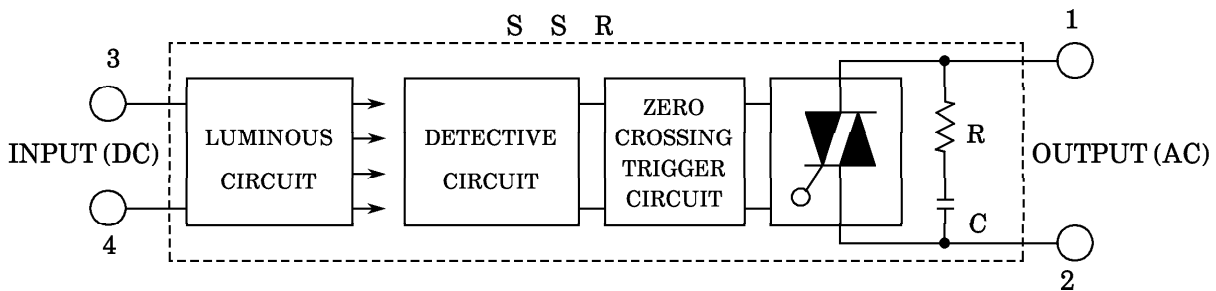 S S R
1
3
INPUT (DC)
4
LUMINOUS
CIRCUIT
DETECTIVE
CIRCUIT
ZERO
CROSSING
TRIGGER
CIRCUIT
R
C
OUTPUT (AC)
2